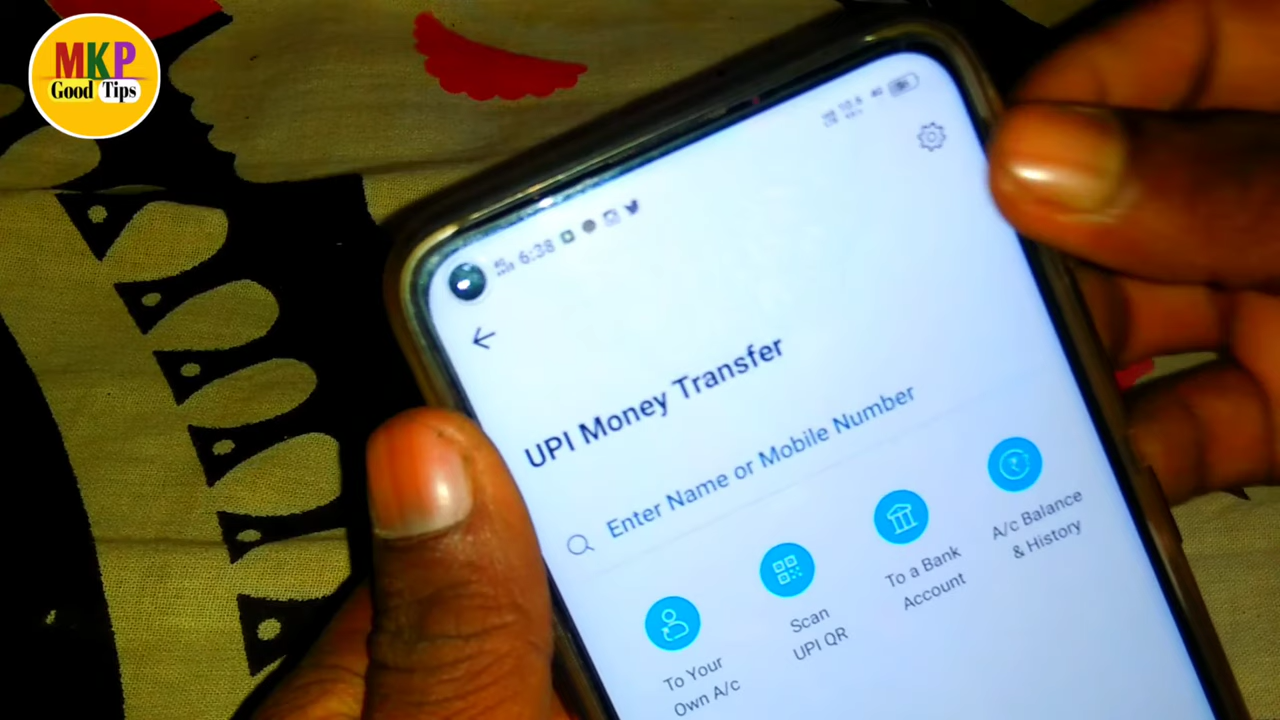 MKP
Good Tips
6:38
UPI Money Transfer
Enter Name or Mobile Number
To Your
Own A/c
Scan
UPI QR
To a Bank
Account
A/c Balance
& History